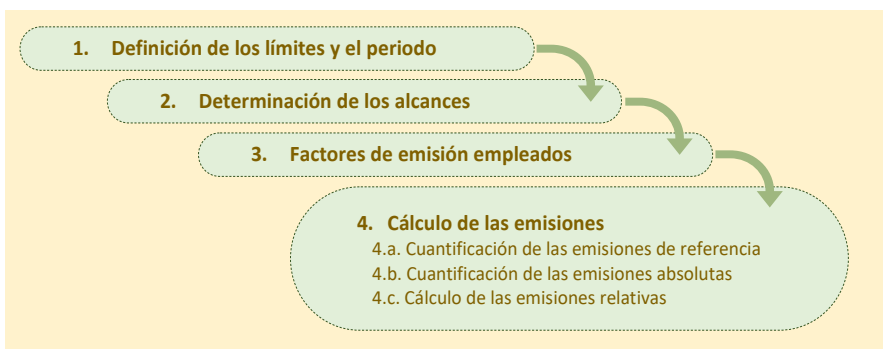 1. Definición de los límites y el periodo
2. Determinación de los alcances
3. Factores de emisión empleados
4. Cálculo de las emisiones
4.a. Cuantificación de las emisiones de referencia
4.b. Cuantificación de las emisiones absolutas
4.c. Cálculo de las emisiones relativas